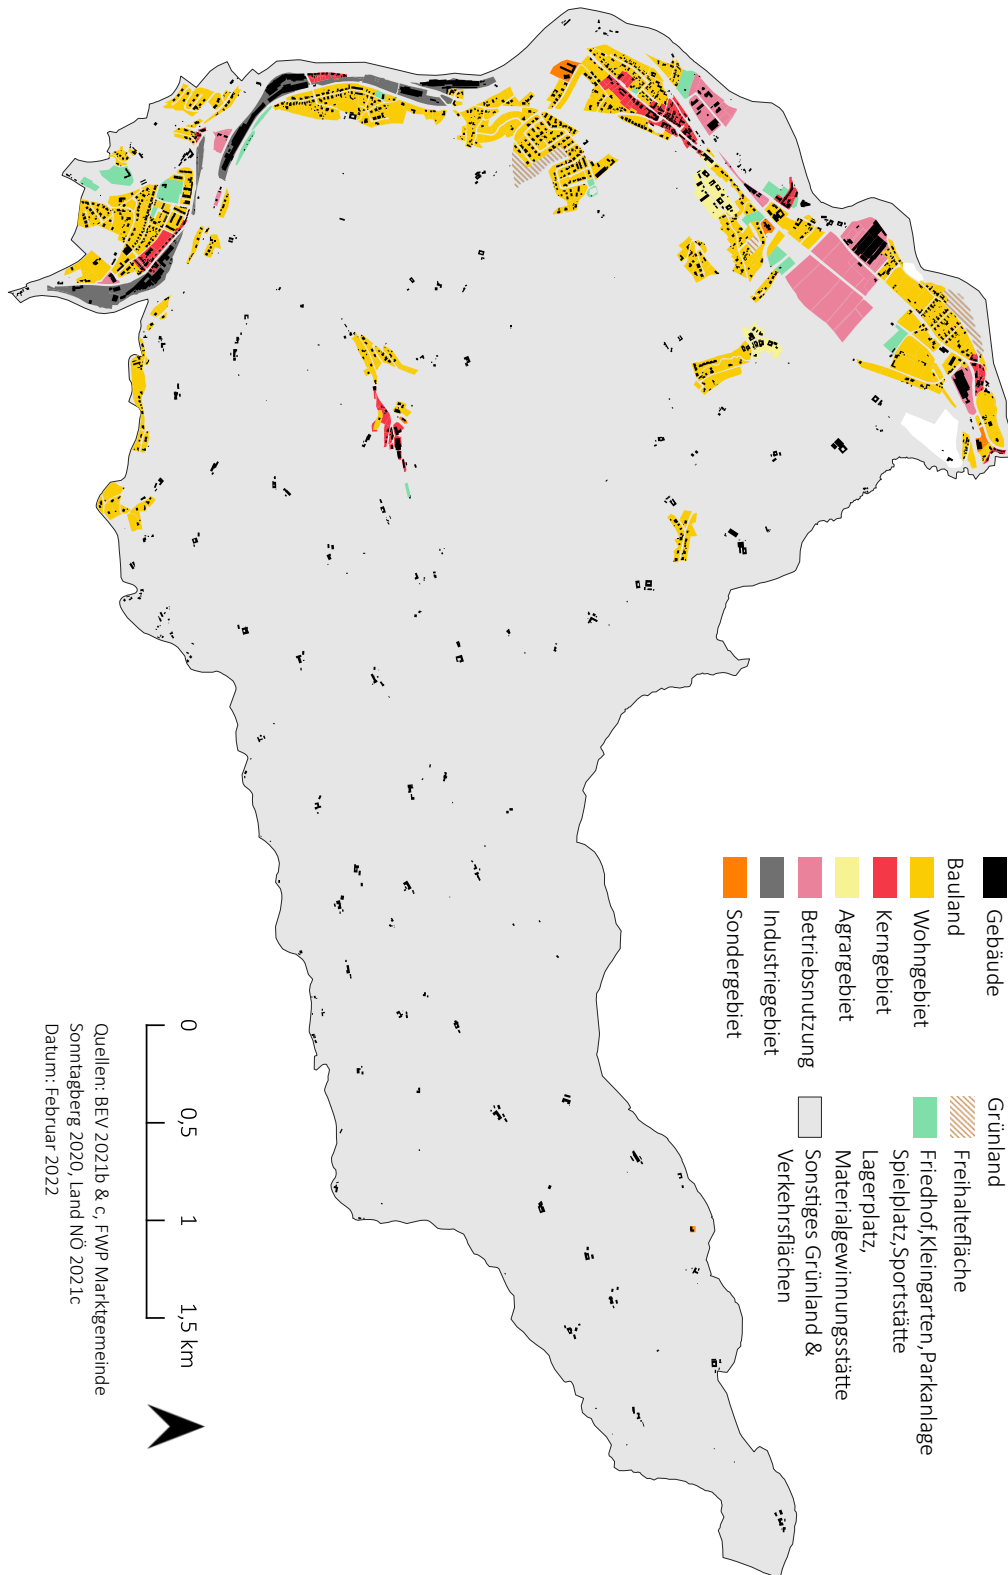 Gebäude
Bauland
Wohngebiet
Kerngebiet
Agrargebiet
Betriebsnutzung
Industriegebiet
Sondergebiet
Grünland
Freihaltefläche
Friedhof,Kleingarten,Parkanlage
Spielplatz,Sportstätte
Lagerplatz,
Materialgewinnungsstätte
Sonstiges Grünland &
Verkehrsflächen
0 0,5 1 1,5 km
Quellen: BEV 2021b & c, FWP Marktgemeinde
Sonntagberg 2020, Land NÖ 2021c
Datum: Februar 2022